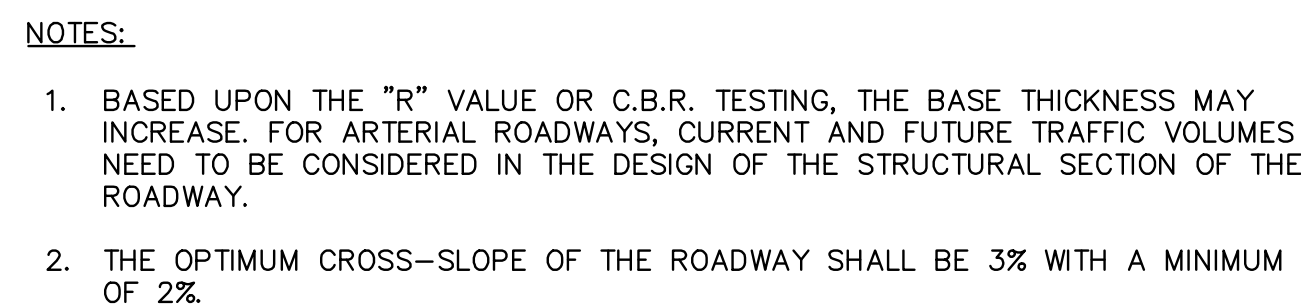 NOTES:
1. BASED UPON THE "R" VALUE OR C.B.R. TESTING, THE BASE THICKNESS MAY
INCREASE. FOR ARTERIAL ROADWAYS, CURRENT AND FUTURE TRAFFIC VOLUMES
NEED TO BE CONSIDERED IN THE DESIGN OF THE STRUCTURAL SECTION OF THE
ROADWAY.
2. THE OPTIMUM CROSS-SLOPE OF THE ROADWAY SHALL BE 3% WITH A MINIMUM
OF 2%.